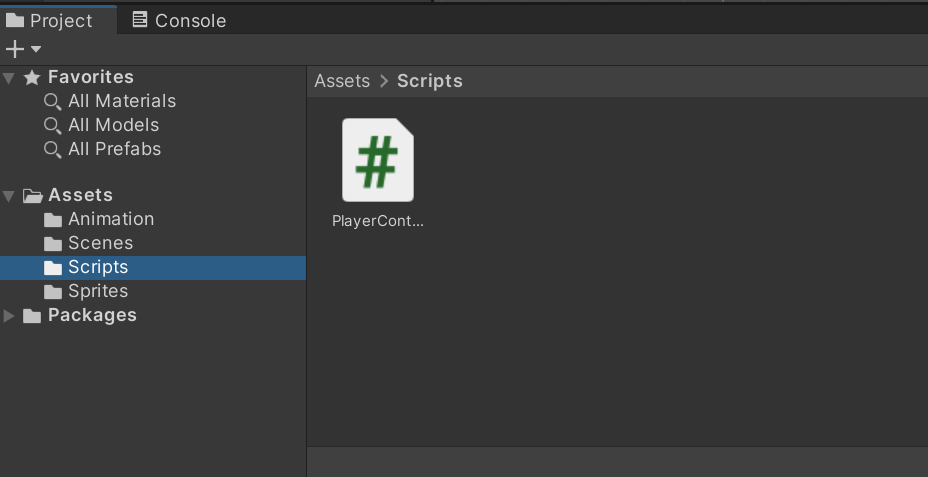 Project
Console
Favorites
All Materials
All Models
All Prefabs
Assets
Animation
Scenes
Scripts
Sprites
Packages
Assets > Scripts
#
PlayerCont...